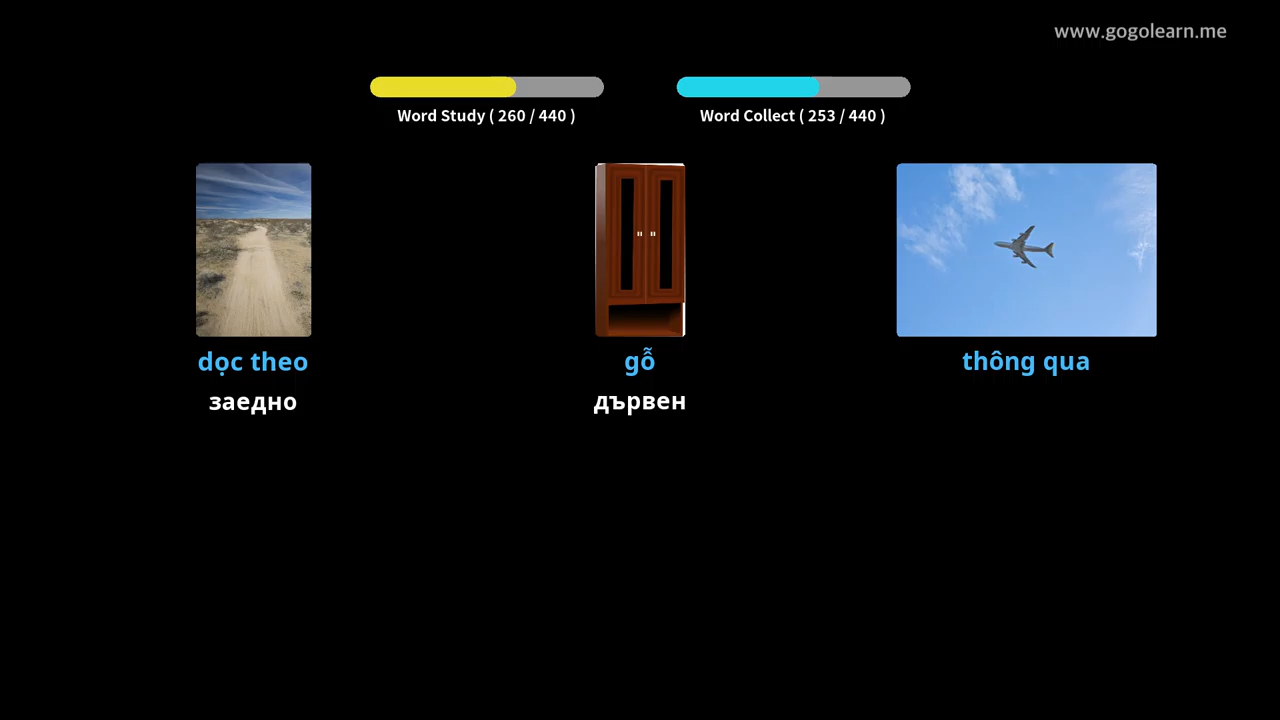 www.gogolearn.me
Word Study ( 260 / 440 )
Word Collect ( 253 / 440 )
dọc theo
gỗ
thông qua
заедно
дървен